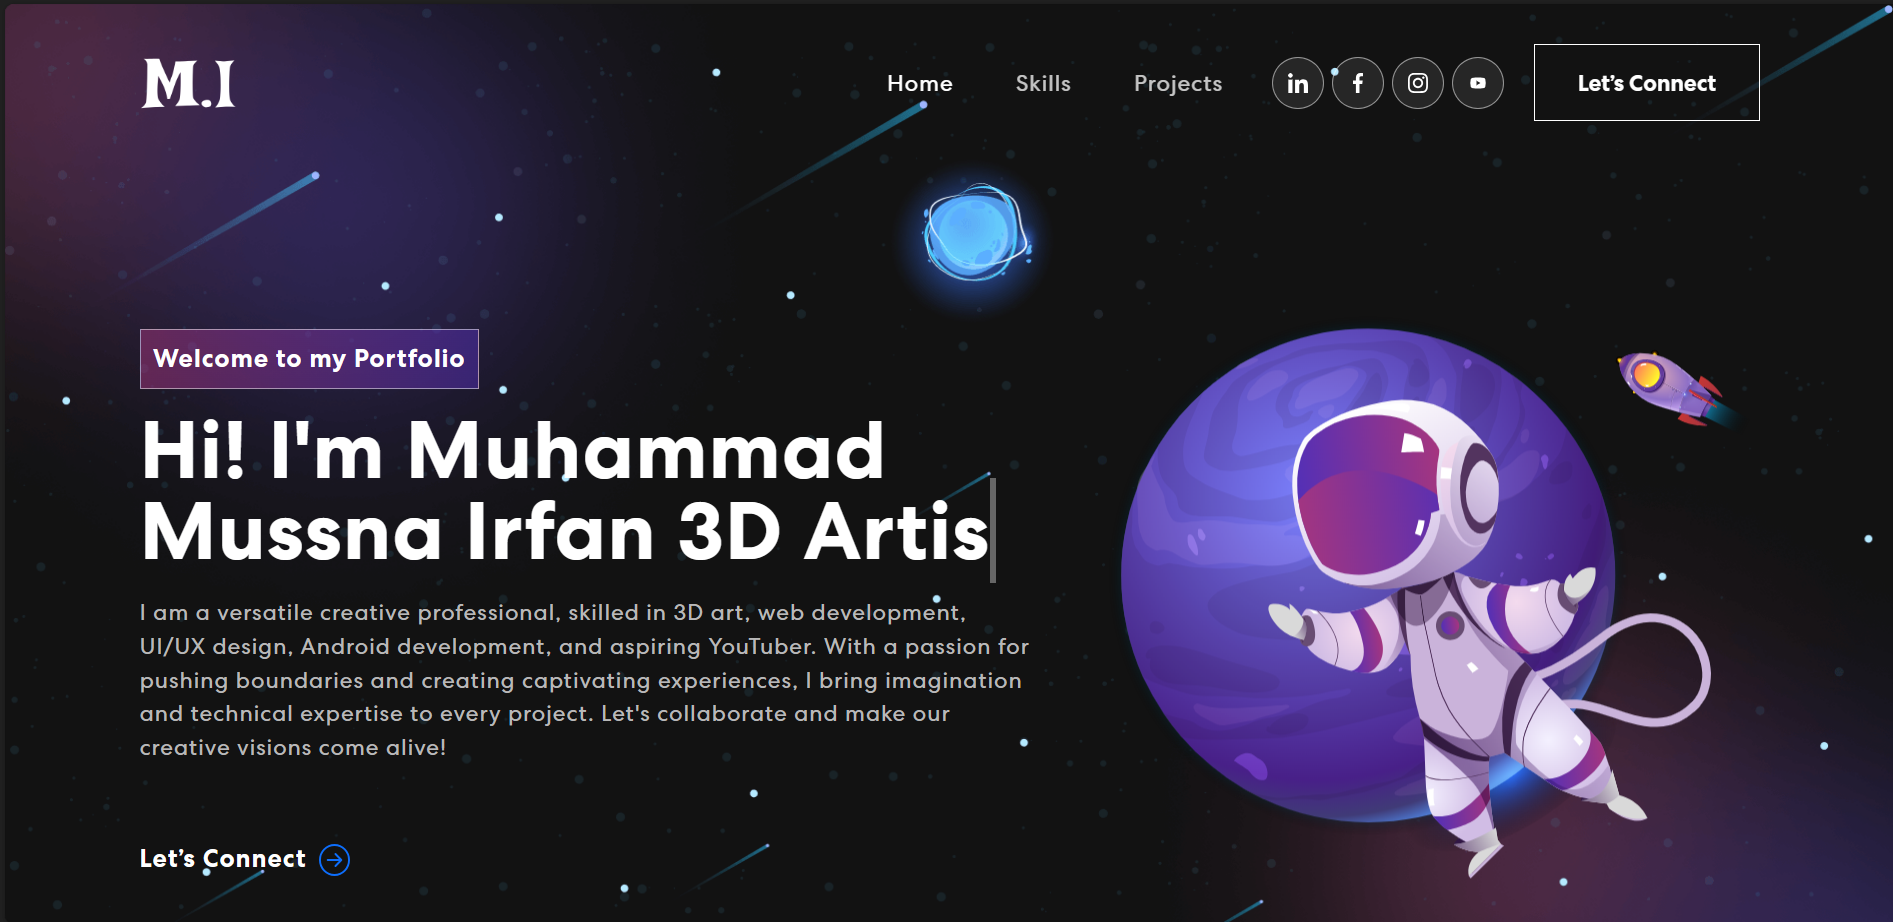 M.I
Home
Skills
Projects
in
f
Let's Connect
Welcome to my Portfolio
Hi! I'm Muhammad
Mussna Irfan 3D Artis
I am a versatile creative professional, skilled in 3D art, web development,
UI/UX design, Android development, and aspiring YouTuber. With a passion for
pushing boundaries and creating captivating experiences, I bring imagination
and technical expertise to every project. Let's collaborate and make our
creative visions come alive!
Let’s Connect